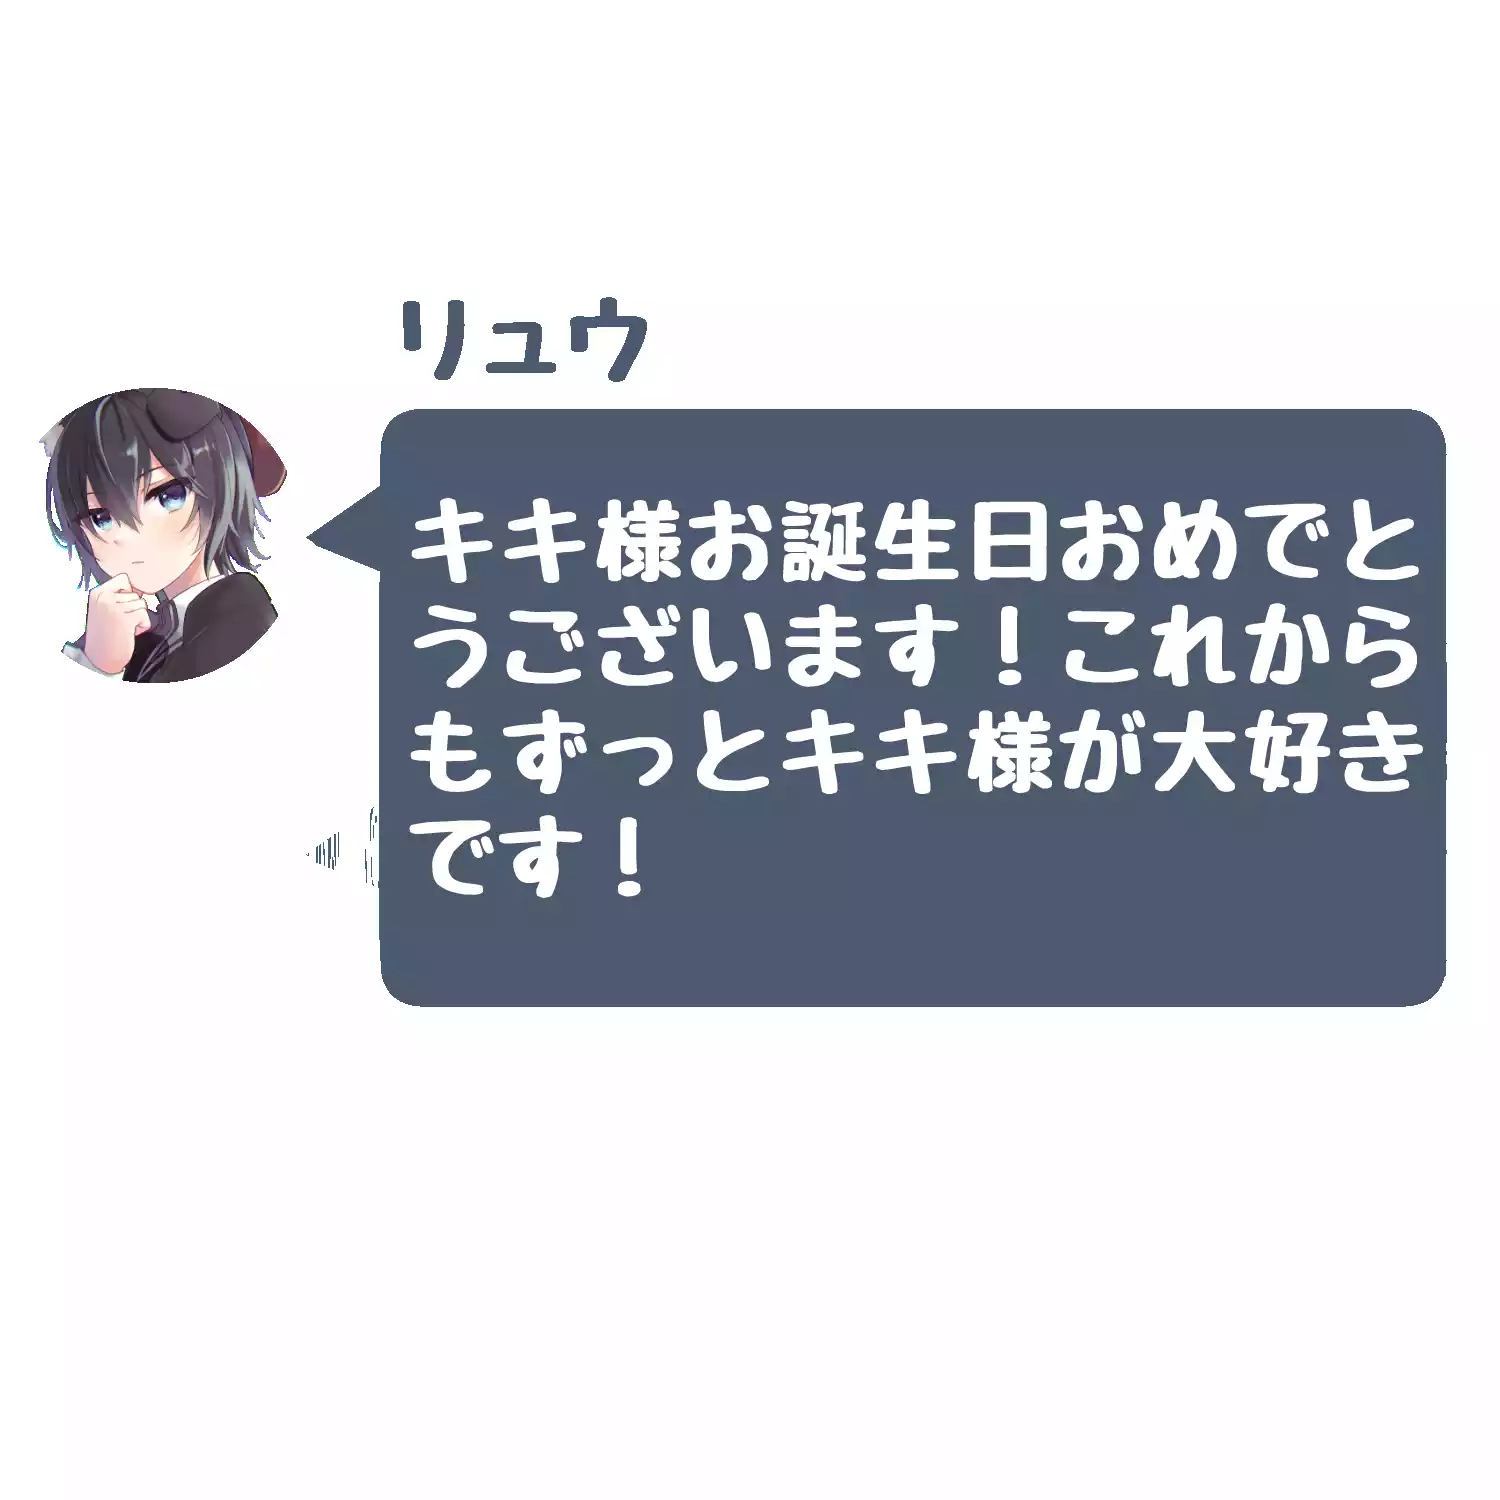 リュウ
キキ様お誕生日おめでと
うございます！これから
もずっとキキ様が大好き
です！